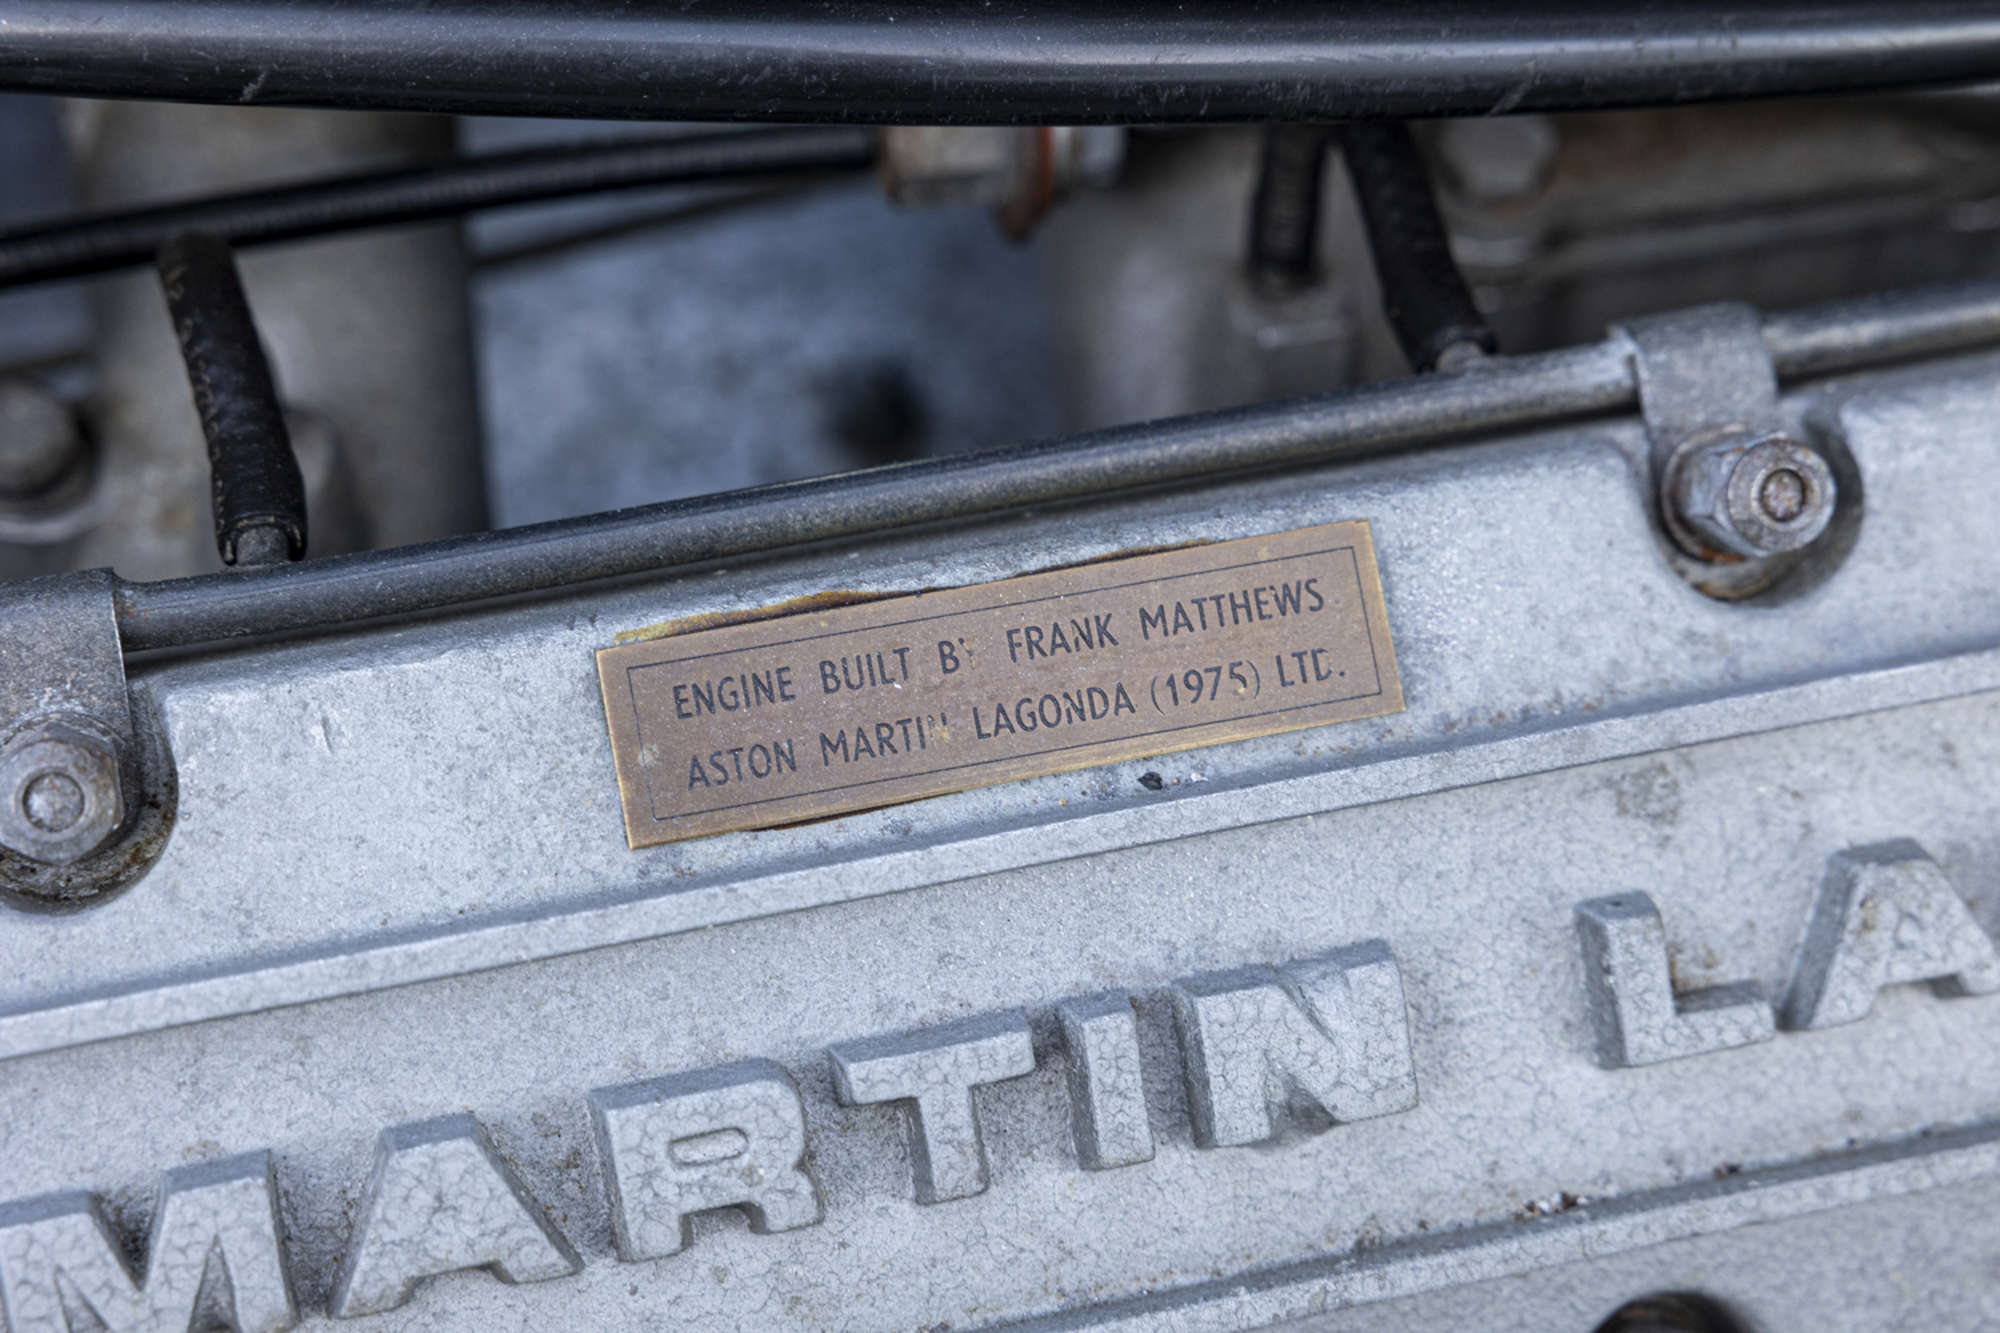 ENGINE BUILT BY FRANK MATTHEWS
ASTON MARTIN LAGONDA (1975) LTD.
MARTIN LA